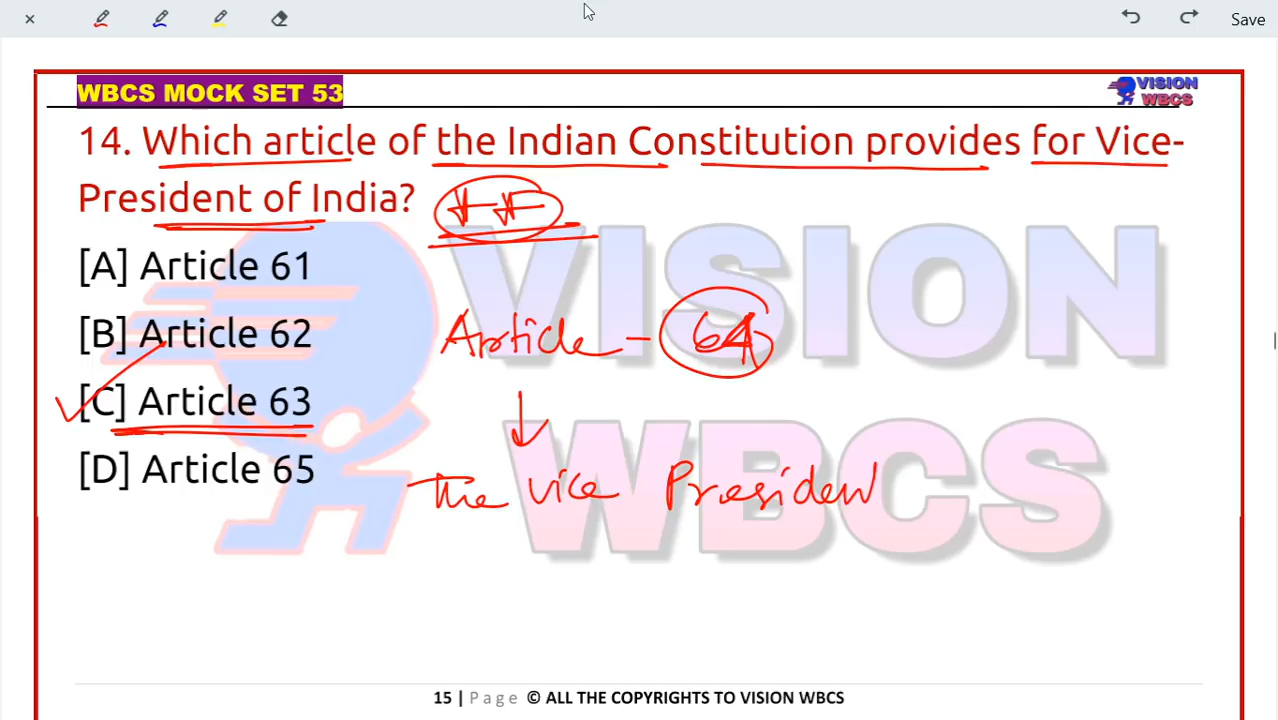 Save
WBCS MOCK SET 53
VISION
WBCS
14. Which article of the Indian Constitution provides for Vice-
President of India?
[A] Article 61
[B] Article 62
[C] Article 63
[D] Article 65
Article - 64
the vice President
VISION
WBCS
15 | Page © ALL THE COPYRIGHTS TO VISION WBCS